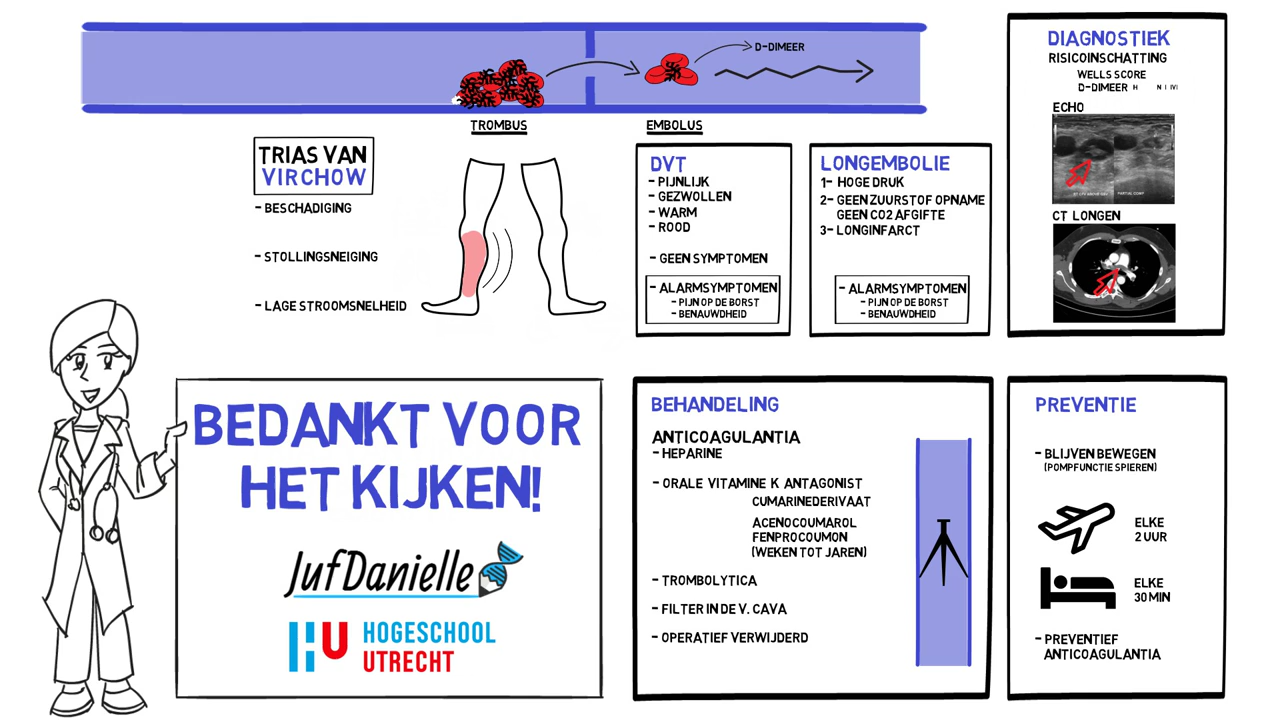 D-DIMEER
TROMBUS
EMBOLUS
TRIAS VAN
VIRCHOW
- BESCHADIGING
- STOLLINGSNEIGING
- LAGE STROOMSNELHEID
DVT
- PIJNLIJK
- GEZWOLLEN
- WARM
- ROOD
- GEEN SYMPTOMEN
- ALARMSYMPTOMEN
- PIJN OP DE BORST
- BENAUWDHEID
LONGEMBOLIE
1- HOGE DRUK
2- GEEN ZUURSTOF OPNAME
GEEN CO2 AFGIFTE
3- LONGINFARCT
- ALARMSYMPTOMEN
- PIJN OP DE BORST
- BENAUWDHEID
DIAGNOSTIEK
RISICOINSCHATTING
WELLS SCORE
D-DIMEER
ECHO
PARTIAL COMP
CT LONGEN
BEDANKT VOOR
HET KIJKEN!
JufDanielle
HU HOGESCHOOL
UTRECHT
BEHANDELING
ANTICOAGULANTIA
- HEPARINE
- ORALE VITAMINE K ANTAGONIST
CUMARINEDERIVAAT
ACENOCOUMAROL
FENPROCOUMON
(WEKEN TOT JAREN)
- TROMBOLYTICA
- FILTER IN DE V. CAVA
- OPERATIEF VERWIJDERD
PREVENTIE
- BLIJVEN BEWEGEN
(POMPFUNCTIE SPIEREN)
ELKE
2 UUR
ELKE
30 MIN
- PREVENTIEF
ANTICOAGULANTIA